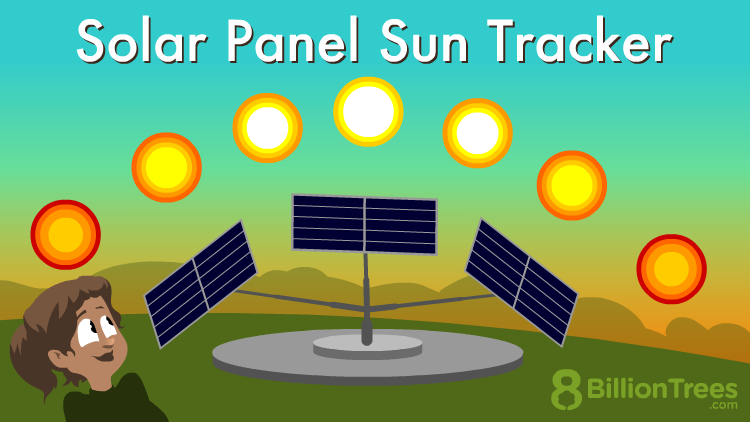 Solar Panel Sun Tracker
8 BillionTrees
.com